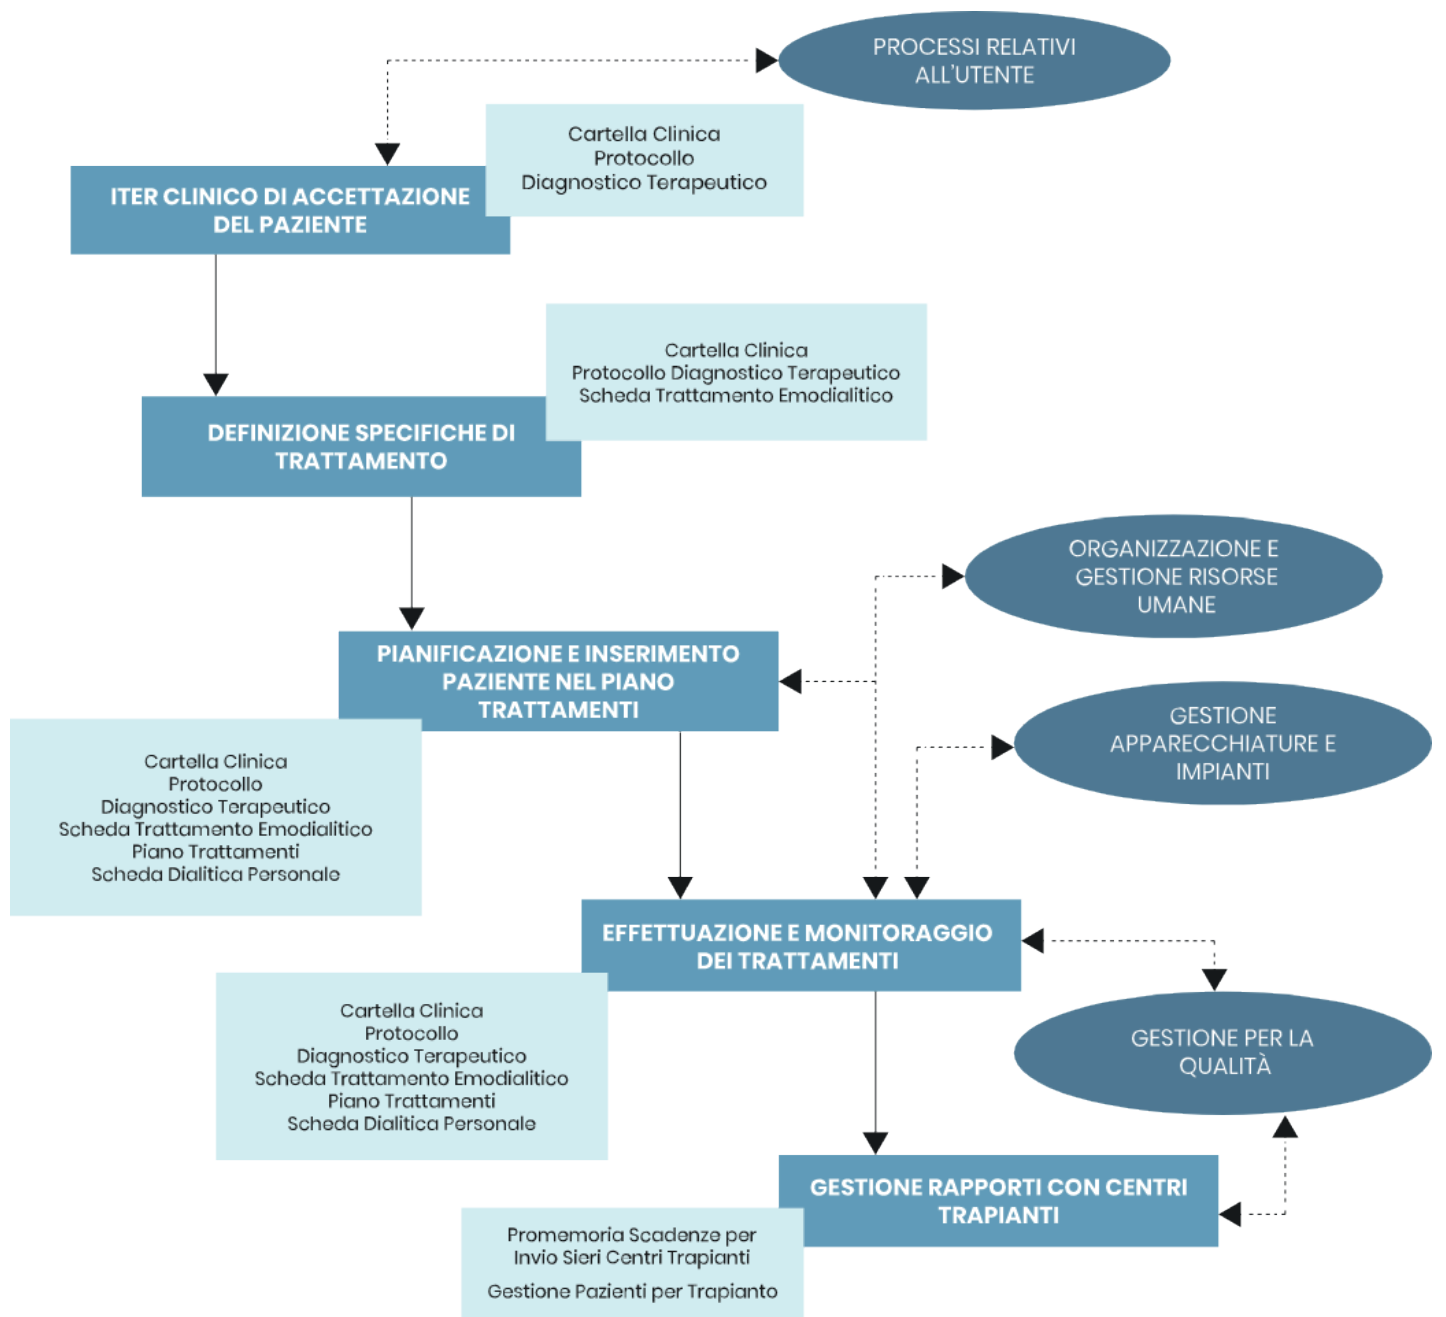 PROCESSI RELATIVI
ALL'UTENTE
Cartella Clinica
Protocollo
Diagnostico Terapeutico
ITER CLINICO DI ACCETTAZIONE
DEL PAZIENTE
Cartella Clinica
Protocollo Diagnostico Terapeutico
Scheda Trattamento Emodialitico
DEFINIZIONE SPECIFICHE DI
TRATTAMENTO
ORGANIZZAZIONE E
GESTIONE RISORSE
UMANE
PIANIFICAZIONE E INSERIMENTO
PAZIENTE NEL PIANO
TRATTAMENTI
GESTIONE
APPARECCHIATURE E
IMPIANTI
Cartella Clinica
Protocollo
Diagnostico Terapeutico
Scheda Trattamento Emodialitico
Piano Trattamenti
Scheda Dialitica Personale
EFFETTUAZIONE E MONITORAGGIO
DEI TRATTAMENTI
Cartella Clinica
Protocollo
Diagnostico Terapeutico
Scheda Trattamento Emodialitico
Piano Trattamenti
Scheda Dialitica Personale
GESTIONE PER LA
QUALITÀ
GESTIONE RAPPORTI CON CENTRI
TRAPIANTI
Promemoria Scadenze per
Invio Sieri Centri Trapianti
Gestione Pazienti per Trapianto